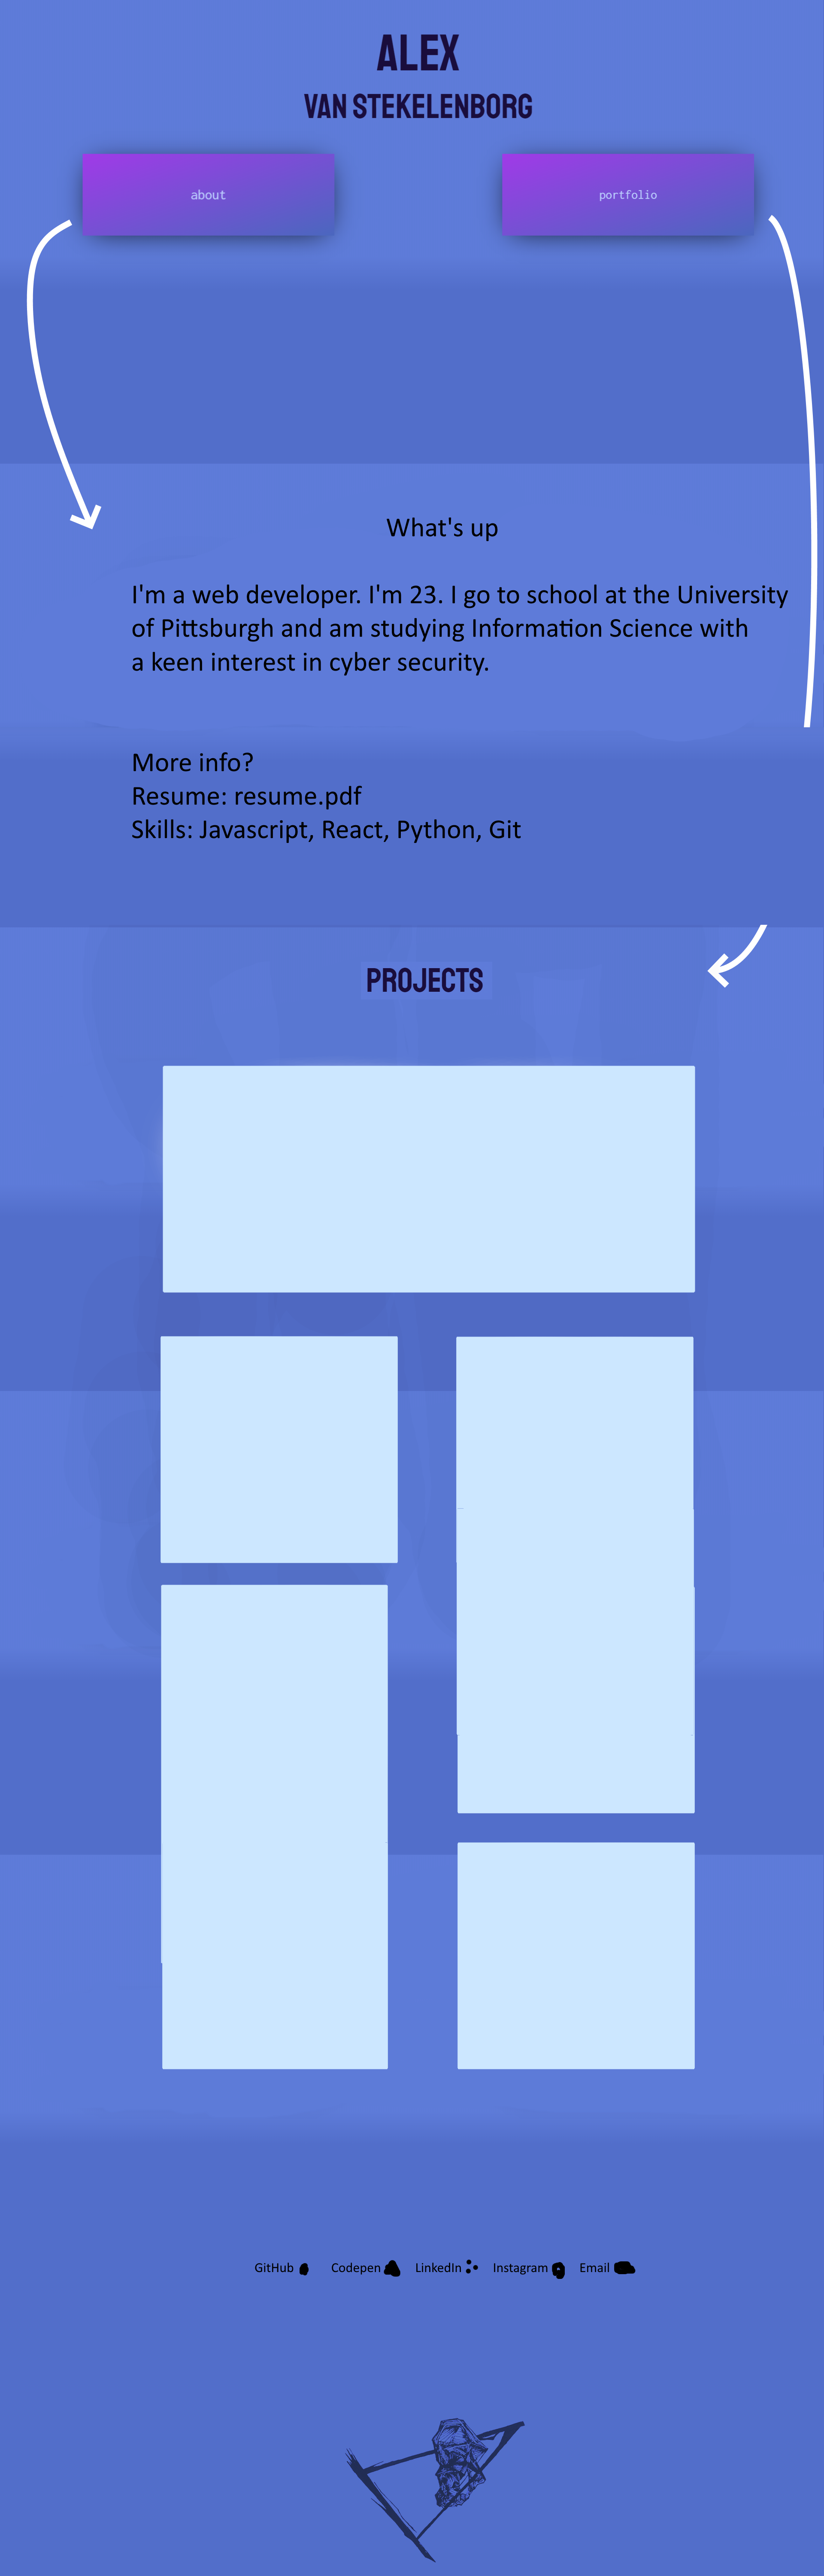 ALEX
VAN STEKELENBORG
about
portfolio
What's up
I'm a web developer. I'm 23. I go to school at the University
of Pittsburgh and am studying Information Science with
a keen interest in cyber security.
More info?
Resume: resume.pdf
Skills: Javascript, React, Python, Git
PROJECTS
GitHub
Codepen
LinkedIn
Instagram
Email